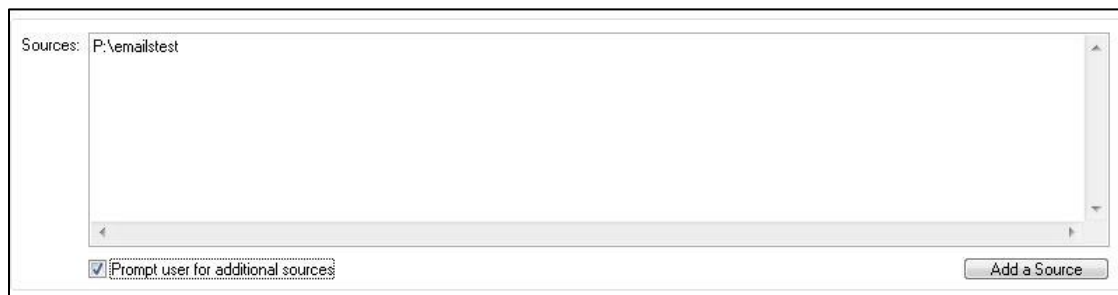 Sources: P:\emailstest
Prompt user for additional sources Add a Source